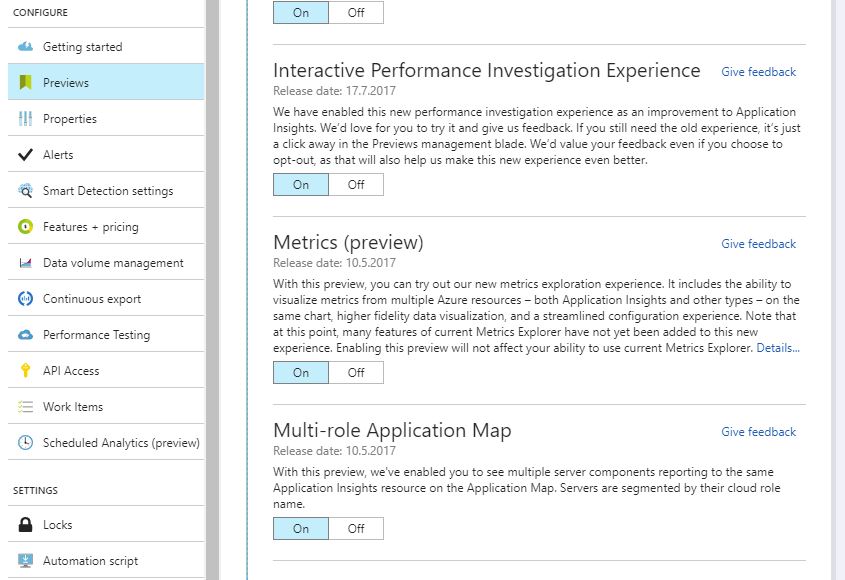 CONFIGURE
Getting started
Previews
Properties
Alerts
Smart Detection settings
Features + pricing
Data volume management
Continuous export
Performance Testing
API Access
Work Items
Scheduled Analytics (preview)
SETTINGS
Locks
Automation script
On Off
Interactive Performance Investigation Experience Give feedback
Release date: 17.7.2017
We have enabled this new performance investigation experience as an improvement to Application
Insights. We'd love for you to try it and give us feedback. If you still need the old experience, it's just
a click away in the Previews management blade. We'd value your feedback even if you choose to
opt-out, as that will also help us make this new experience even better.
On Off
Metrics (preview) Give feedback
Release date: 10.5.2017
With this preview, you can try out our new metrics exploration experience. It includes the ability to
visualize metrics from multiple Azure resources – both Application Insights and other types – on the
same chart, higher fidelity data visualization, and a streamlined configuration experience. Note that
at this point, many features of current Metrics Explorer have not yet been added to this new
experience. Enabling this preview will not affect your ability to use current Metrics Explorer. Details...
On Off
Multi-role Application Map Give feedback
Release date: 10.5.2017
With this preview, we've enabled you to see multiple server components reporting to the same
Application Insights resource on the Application Map. Servers are segmented by their cloud role
name.
On Off